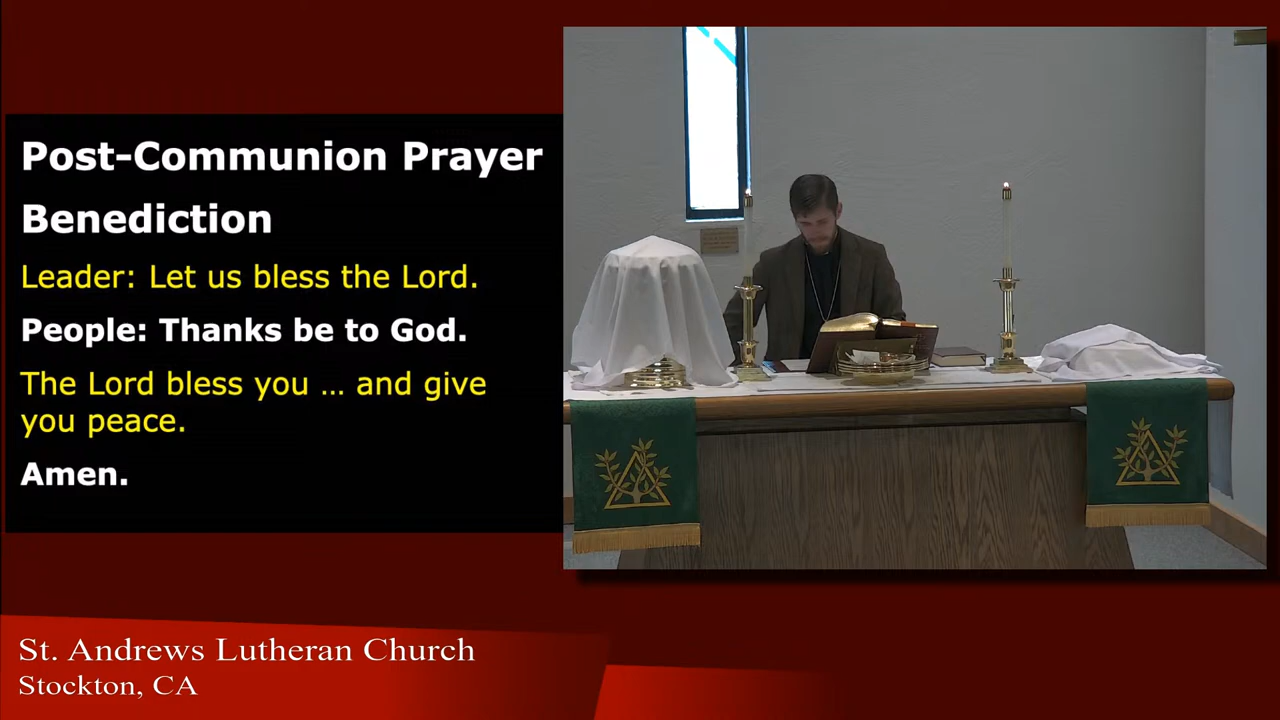 Post-Communion Prayer
Benediction
Leader: Let us bless the Lord.
People: Thanks be to God.
The Lord bless you … and give
you peace.
Amen.
St. Andrews Lutheran Church
Stockton, CA